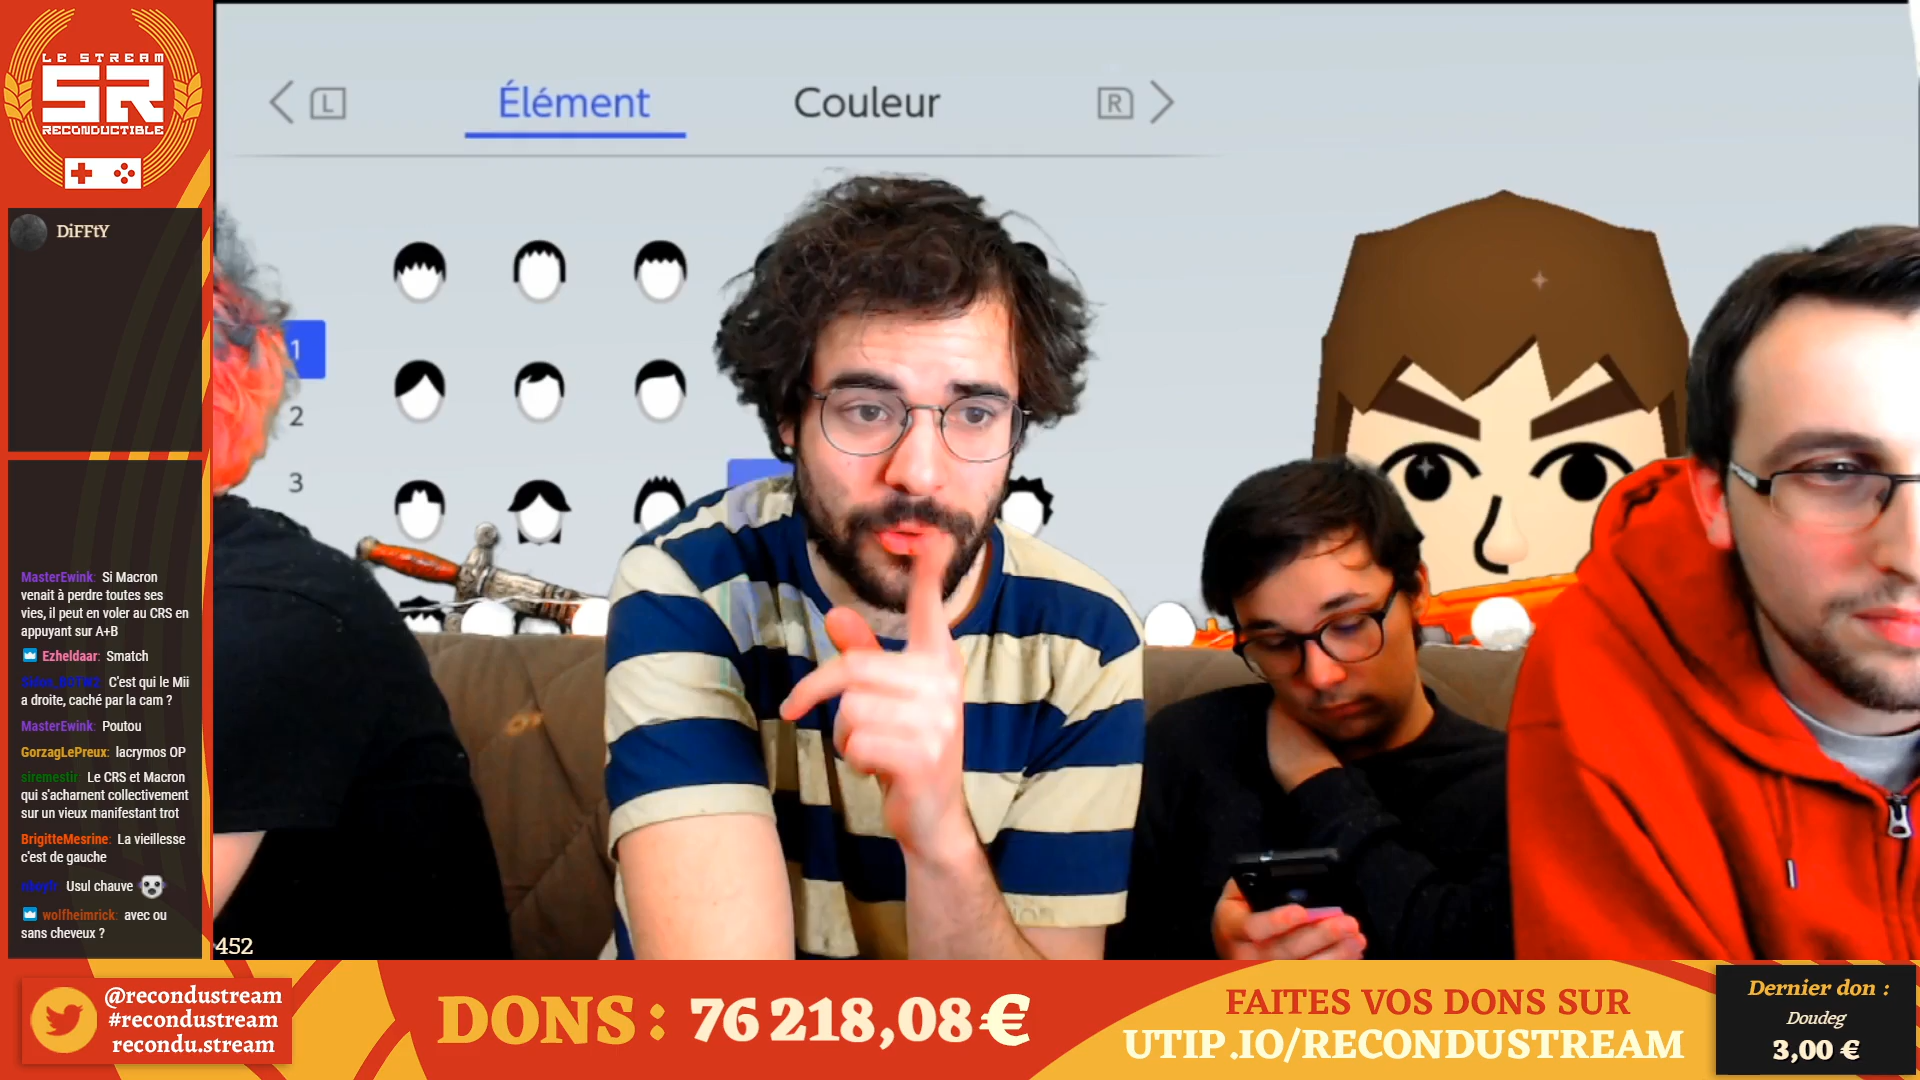 LE STREAM
SR
RECONDUCTIBLE
DiFFtY
L
Élément
Couleur
R
1
2
3
MasterEwink: Si Macron
venait à perdre toutes ses
vies, il peut en voler au CRS en
appuyant sur A+B
Ezheldaar: Smatch
C'est qui le Mii
a droite, caché par la cam ?
MasterEwink: Poutou
GorzagLePreux: lacrymos OP
siremestir: Le CRS et Macron
qui s'acharnent collectivement
sur un vieux manifestant trot
BrigitteMesrine: La vieillesse
c'est de gauche
Usul chauve
wolfheimrick: avec ou
sans cheveux ?
452
@recondustream
#recondustream
recondu.stream
DONS : 76 218,08 €
FAITES VOS DONS SUR
UTIP.IO/RECONDUSTREAM
Dernier don :
Doudeg
3,00 €